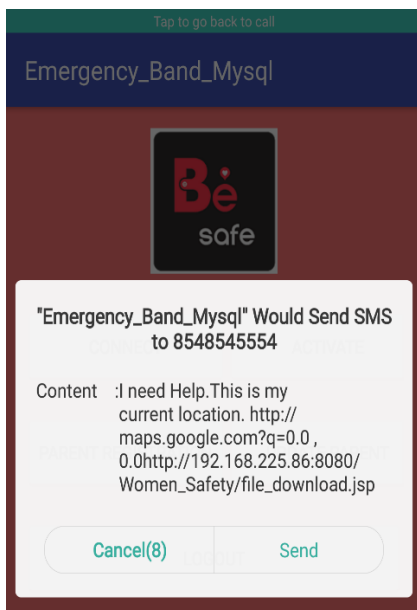 Tap to go back to call
Emergency_Band_Mysql
Be
safe
"Emergency_Band_Mysql" Would Send SMS
to 8548545554
Content :I need Help.This is my
current location. http://
maps.google.com?q=0.0 ,
0.0http://192.168.225.86:8080/
Women_Safety/file_download.jsp
Cancel(8) Send